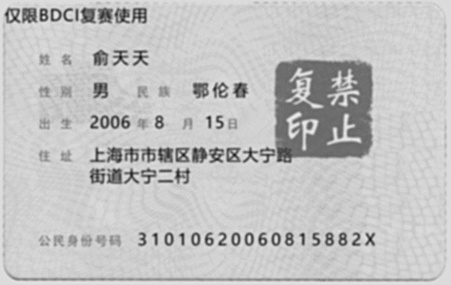 仅限BDCI复赛使用
姓名 俞天天
性别 男 民族 鄂伦春
出生 2006 年 8 月 15 日
住址 上海市市辖区静安区大宁路
街道大宁二村
公民身份号码 31010620060815882X
禁止
复印